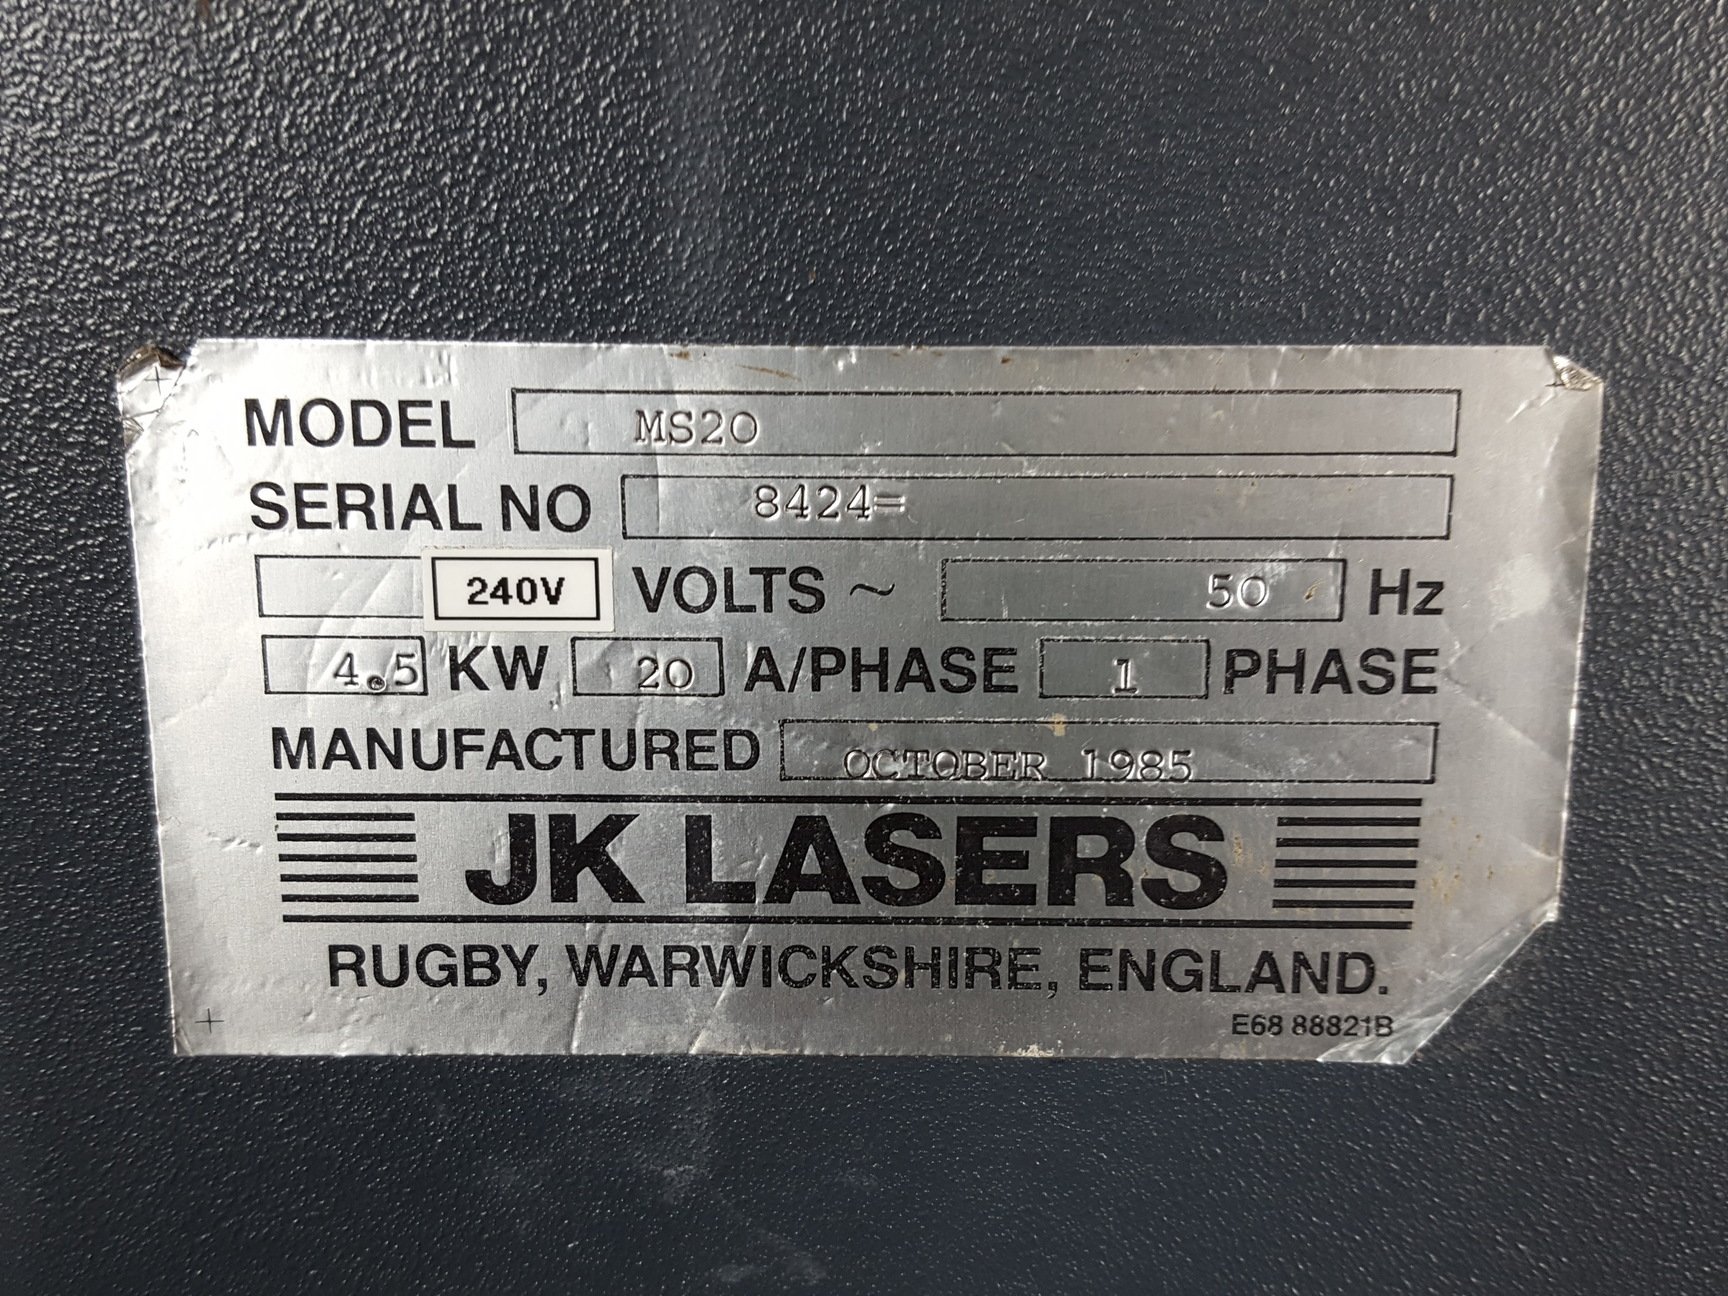 MODEL MS20
SERIAL NO 8424=
240V VOLTS ~ 50 Hz
4.5 KW 20 A/PHASE 1 PHASE
MANUFACTURED OCTOBER 1985
JK LASERS
RUGBY, WARWICKSHIRE, ENGLAND.
E68 88821B